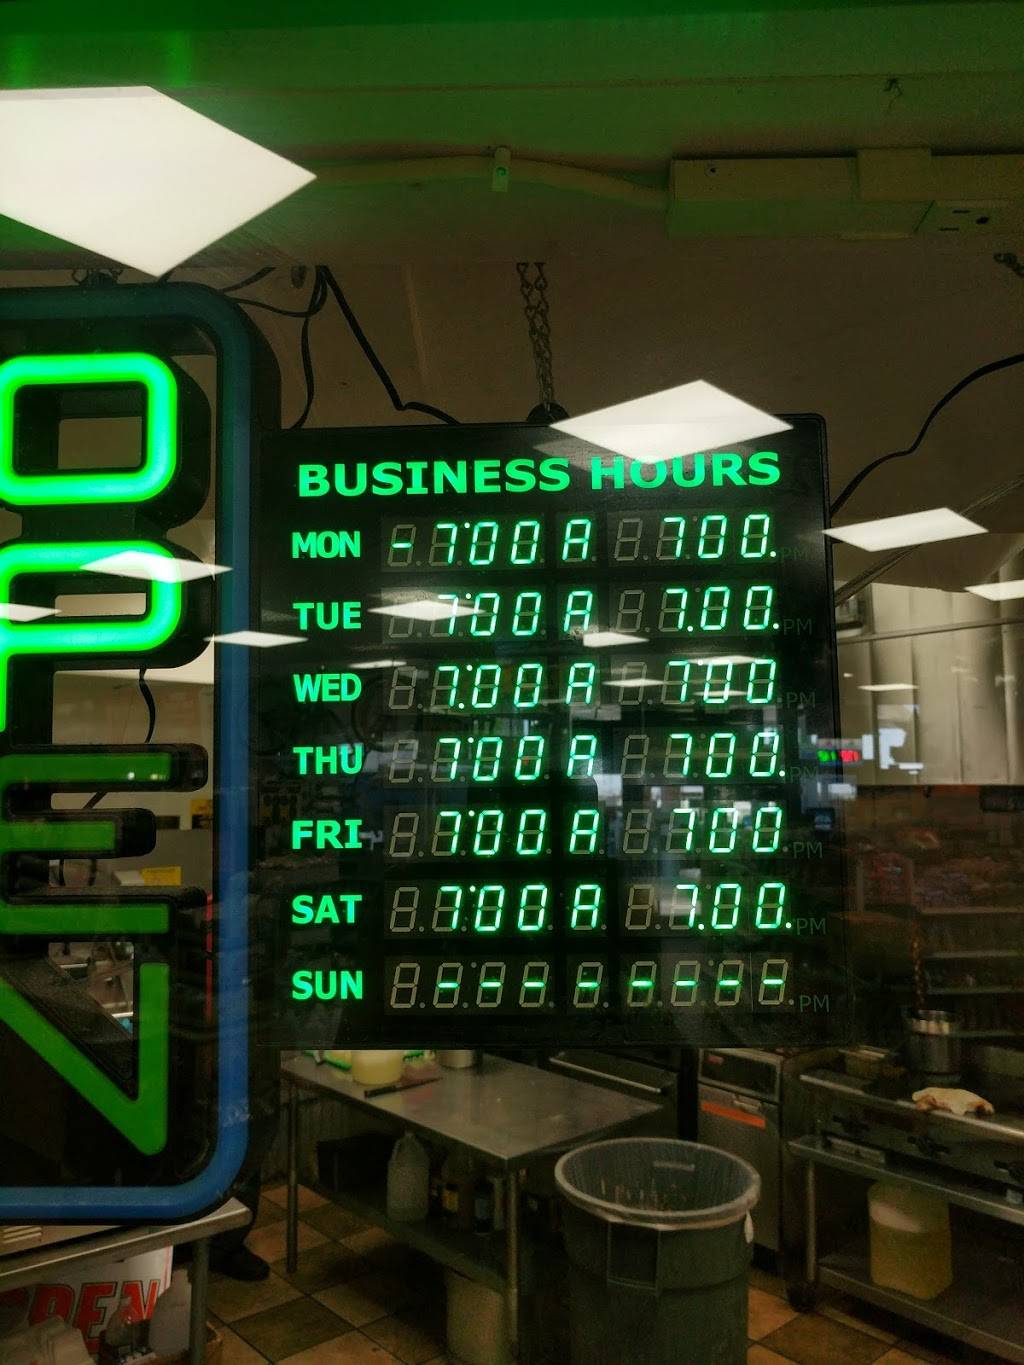 OPEN
BUSINESS HOURS
MON - 7:00 A 7:00. PM
TUE 7:00 A 7.00. PM
WED 7:00 A 7:00 PM
THU 7:00 A 7:00. PM
FRI 7:00 A 7:00 PM
SAT 7:00 A 7.00. PM
SUN - - - - - - - - PM
PEN